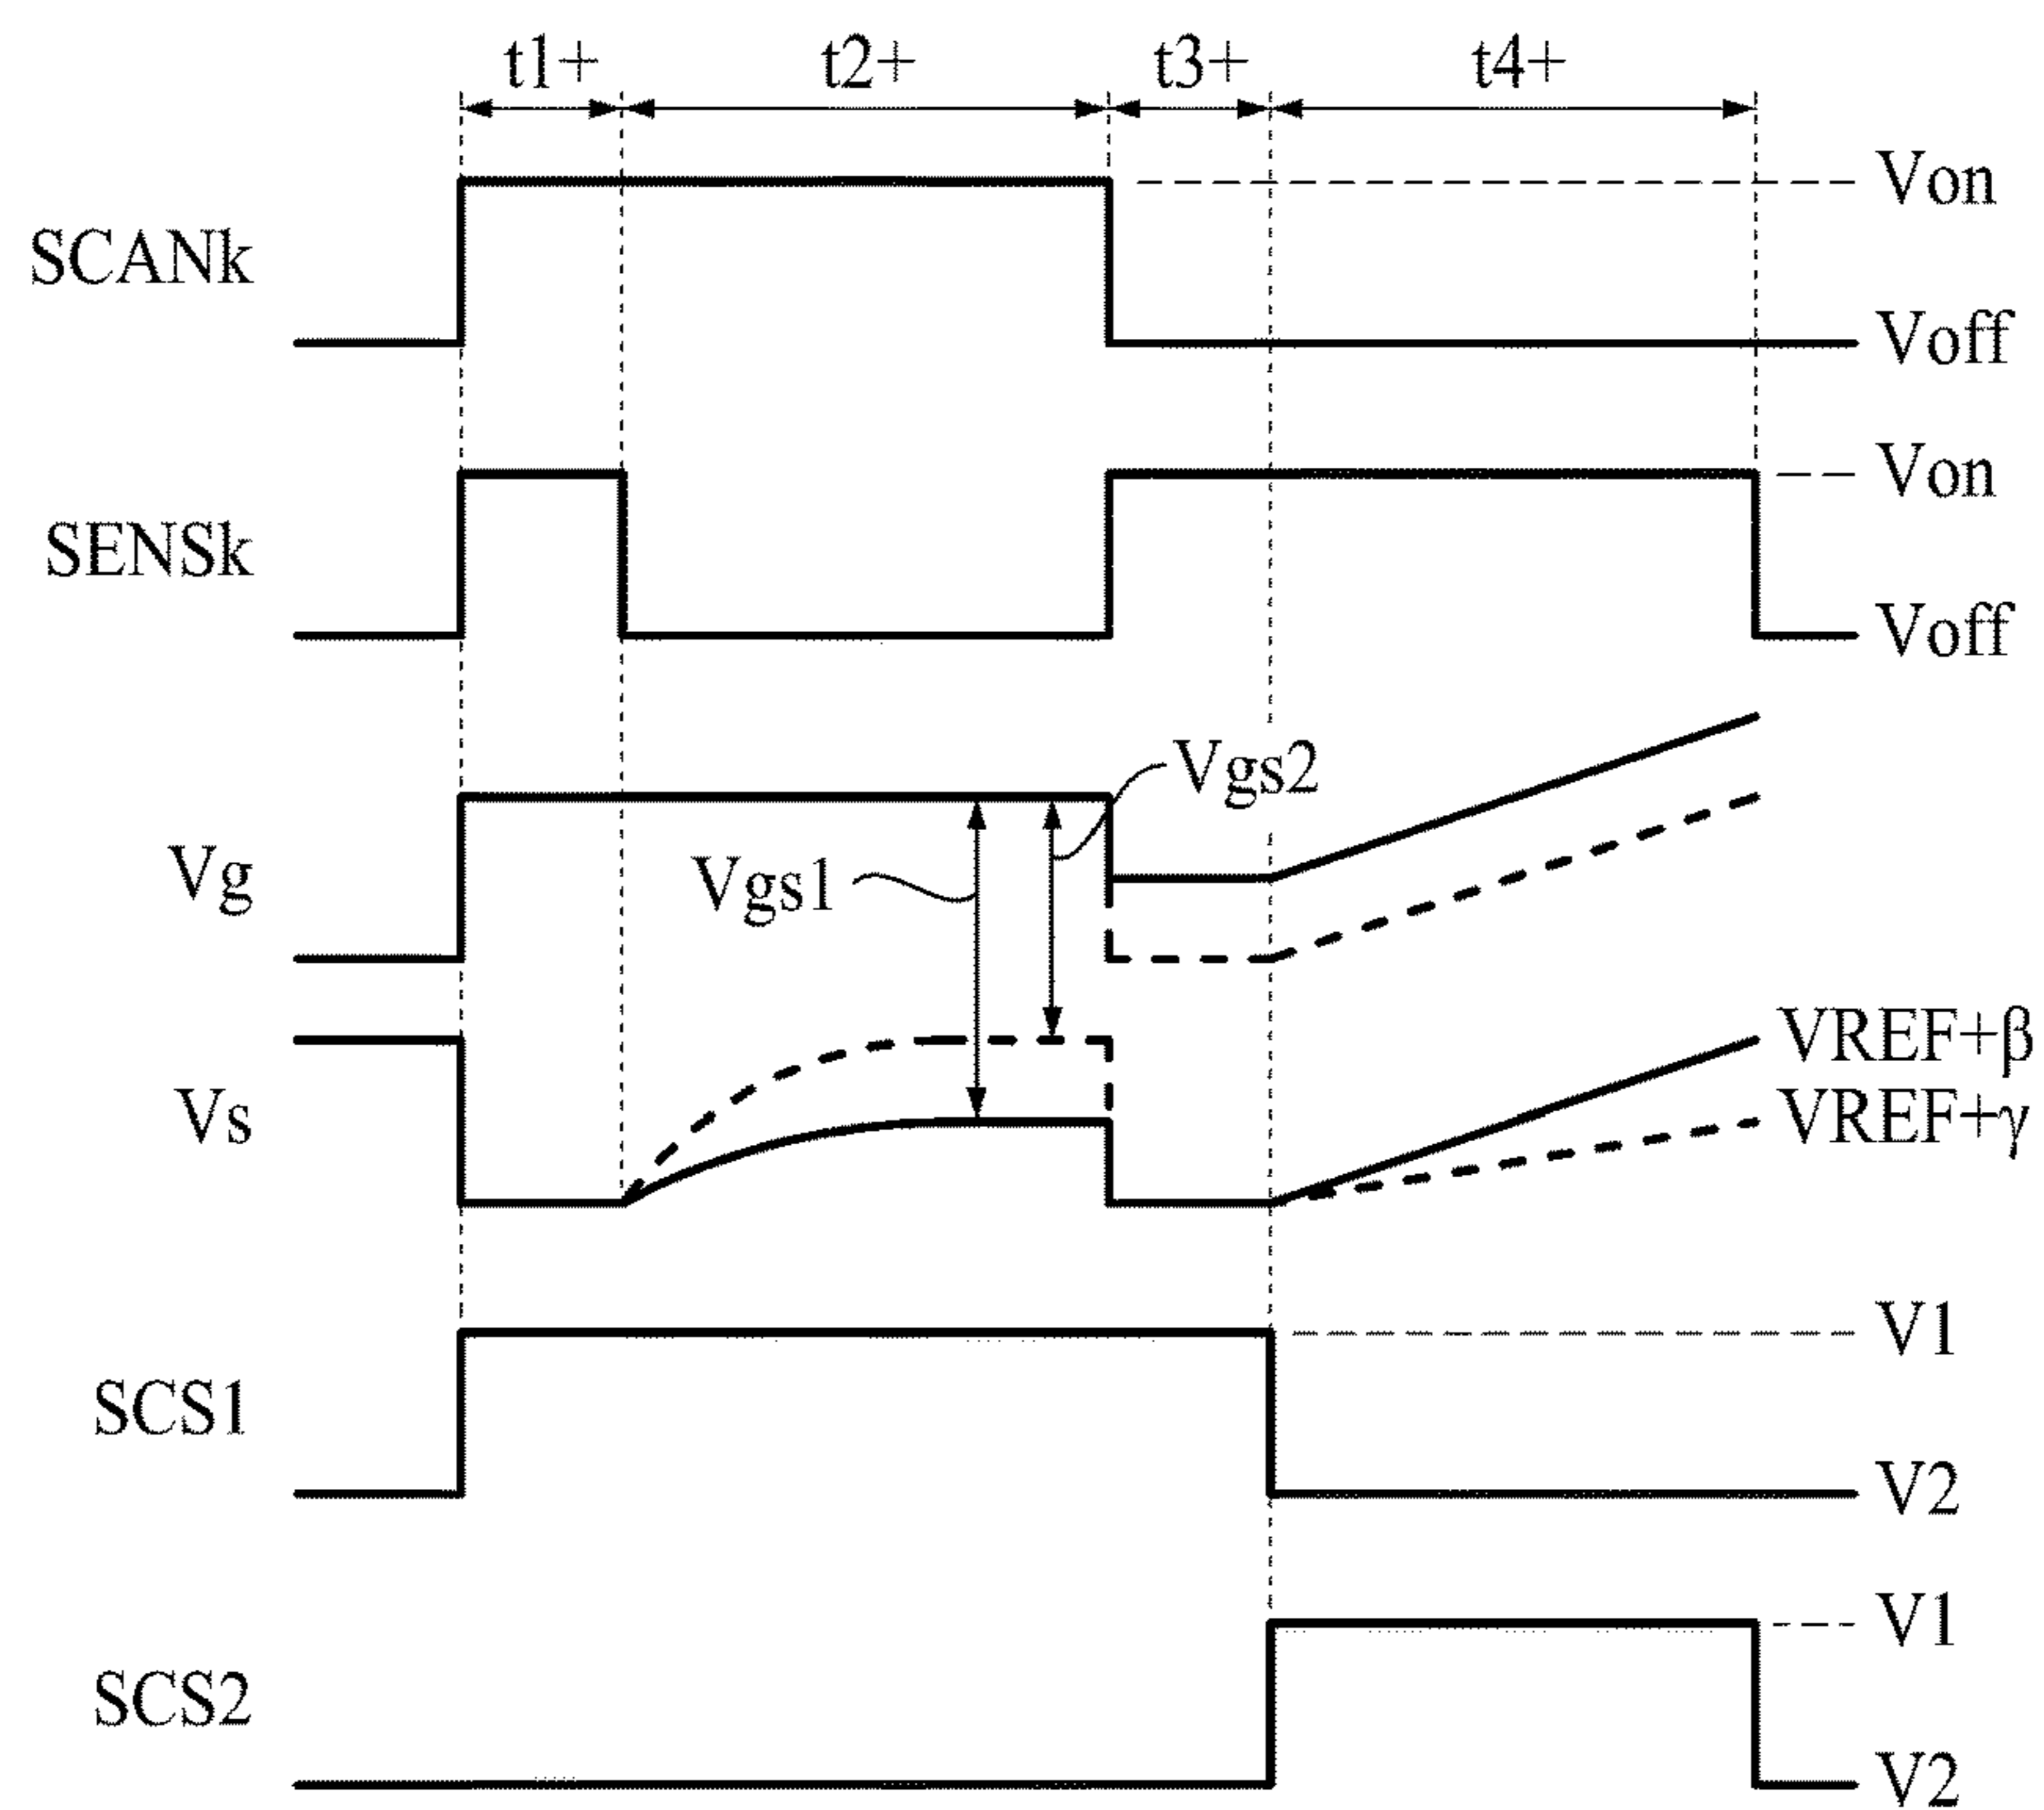 t1+ t2+ t3+ t4+
Von
SCANk
Voff
Von
SENSk
Voff
Vgs2
Vg
Vgs1
VREF+β
Vs
VREF+γ
V1
SCS1
V2
V1
SCS2
V2